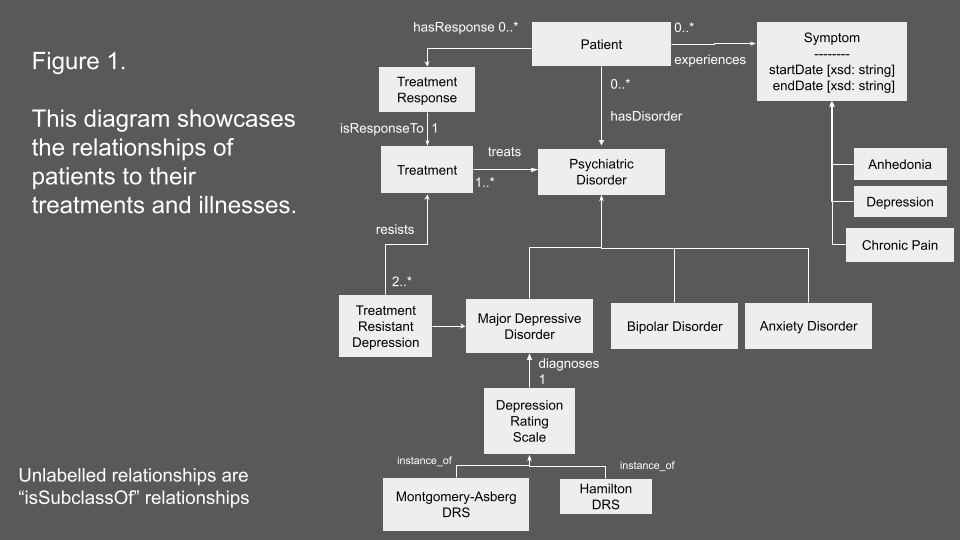 Figure 1.
This diagram showcases
the relationships of
patients to their
treatments and illnesses.
hasResponse 0..*
Patient
0..*
experiences
Symptom
--------
startDate [xsd: string]
endDate [xsd: string]
Treatment
Response
0..*
hasDisorder
isResponseTo 1
Treatment
treats
1..*
Psychiatric
Disorder
Anhedonia
Depression
Chronic Pain
resists
2..*
Treatment
Resistant
Depression
Major Depressive
Disorder
Bipolar Disorder
Anxiety Disorder
diagnoses
1
Depression
Rating
Scale
instance_of
instance_of
Montgomery-Asberg
DRS
Hamilton
DRS
Unlabelled relationships are
“isSubclassOf” relationships